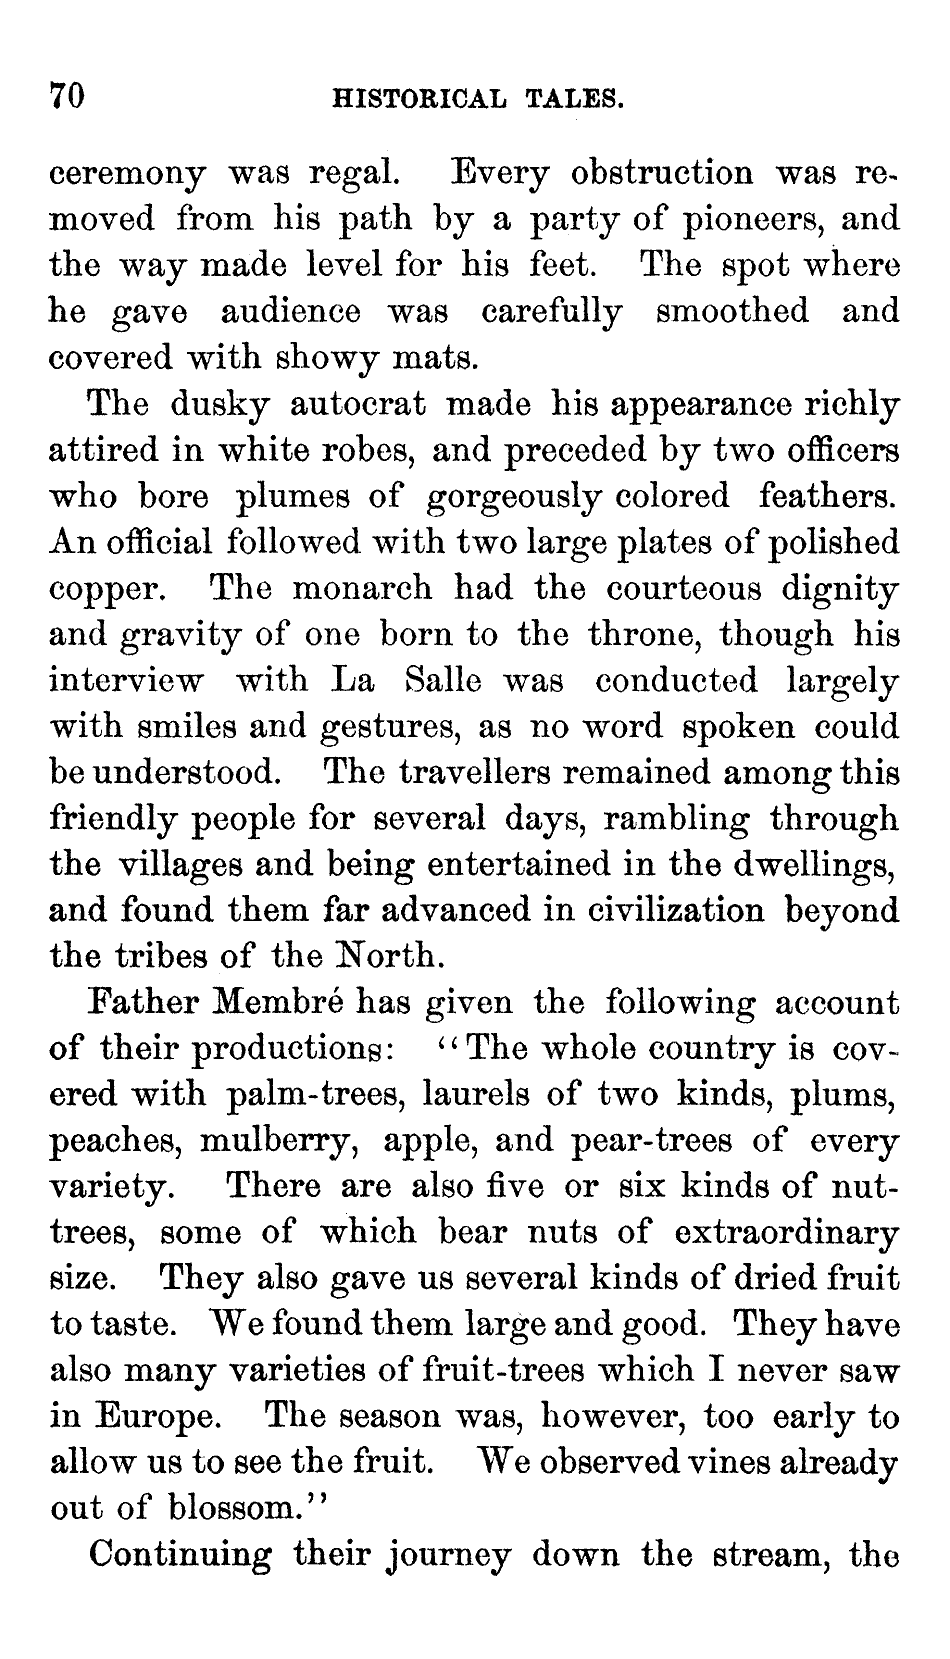 70 HISTORICAL TALES.
ceremony was regal. Every obstruction was re-
moved from his path by a party of pioneers, and
the way made level for his feet. The spot where
he gave audience was carefully smoothed and
covered with showy mats.
The dusky autocrat made his appearance richly
attired in white robes, and preceded by two officers
who bore plumes of gorgeously colored feathers.
An official followed with two large plates of polished
copper. The monarch had the courteous dignity
and gravity of one born to the throne, though his
interview with La Salle was conducted largely
with smiles and gestures, as no word spoken could
be understood. The travellers remained among this
friendly people for several days, rambling through
the villages and being entertained in the dwellings,
and found them far advanced in civilization beyond
the tribes of the North.
Father Membré has given the following account
of their productions: “The whole country is cov-
ered with palm-trees, laurels of two kinds, plums,
peaches, mulberry, apple, and pear-trees of every
variety. There are also five or six kinds of nut-
trees, some of which bear nuts of extraordinary
size. They also gave us several kinds of dried fruit
to taste. We found them large and good. They have
also many varieties of fruit-trees which I never saw
in Europe. The season was, however, too early to
allow us to see the fruit. We observed vines already
out of blossom.”
Continuing their journey down the stream, the